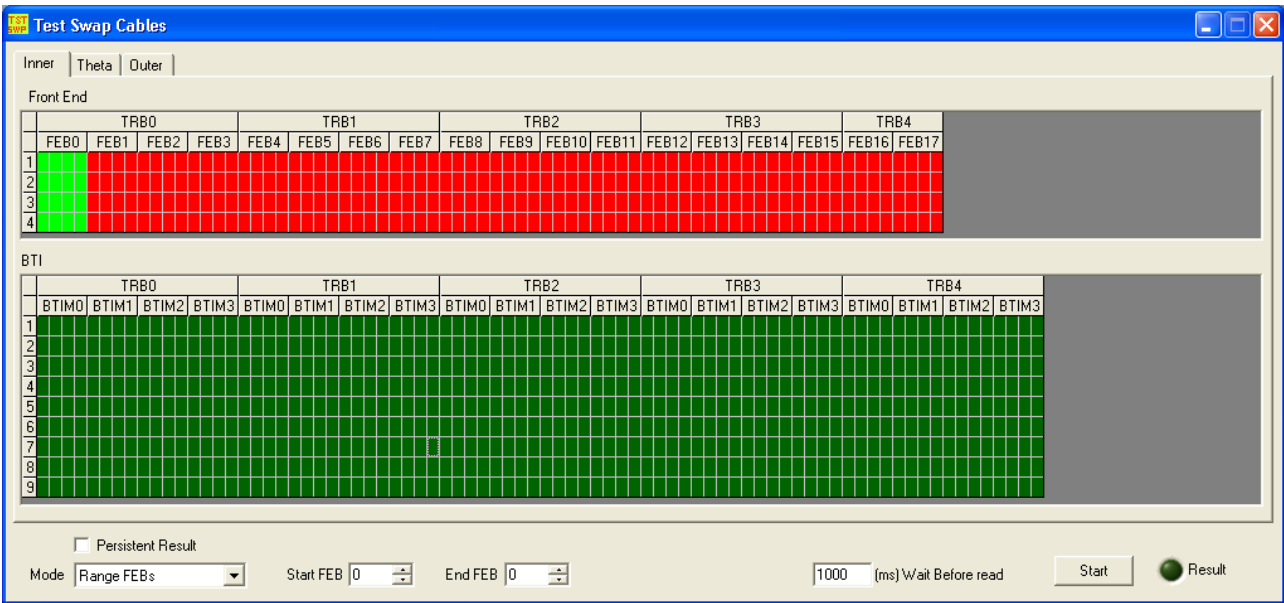 TST SWP Test Swap Cables
Inner Theta Outer
Front End
TRB0 TRB1 TRB2 TRB3 TRB4
FEB0 FEB1 FEB2 FEB3 FEB4 FEB5 FEB6 FEB7 FEB8 FEB9 FEB10 FEB11 FEB12 FEB13 FEB14 FEB15 FEB16 FEB17
1
2
3
4
BTI
TRB0 TRB1 TRB2 TRB3 TRB4
BTIM0 BTIM1 BTIM2 BTIM3 BTIM0 BTIM1 BTIM2 BTIM3 BTIM0 BTIM1 BTIM2 BTIM3 BTIM0 BTIM1 BTIM2 BTIM3 BTIM0 BTIM1 BTIM2 BTIM3
1
2
3
4
5
6
7
8
9
Persistent Result
Mode Range FEBs Start FEB 0 End FEB 0 1000 (ms) Wait Before read Start Result